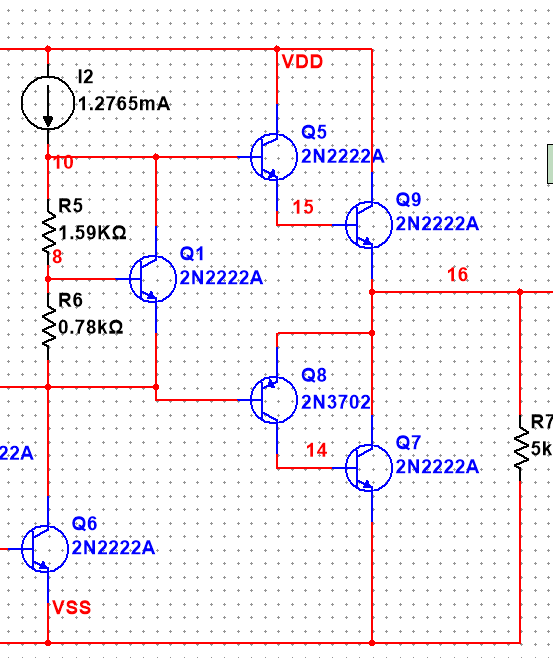 VDD
I2
1.2765mA
Q5
2N2222A
10
Q9
2N2222A
15
R5
1.59KΩ
8
Q1
2N2222A
16
R6
0.78kΩ
Q8
2N3702
R7
5k
22A
14
Q7
2N2222A
Q6
2N2222A
VSS